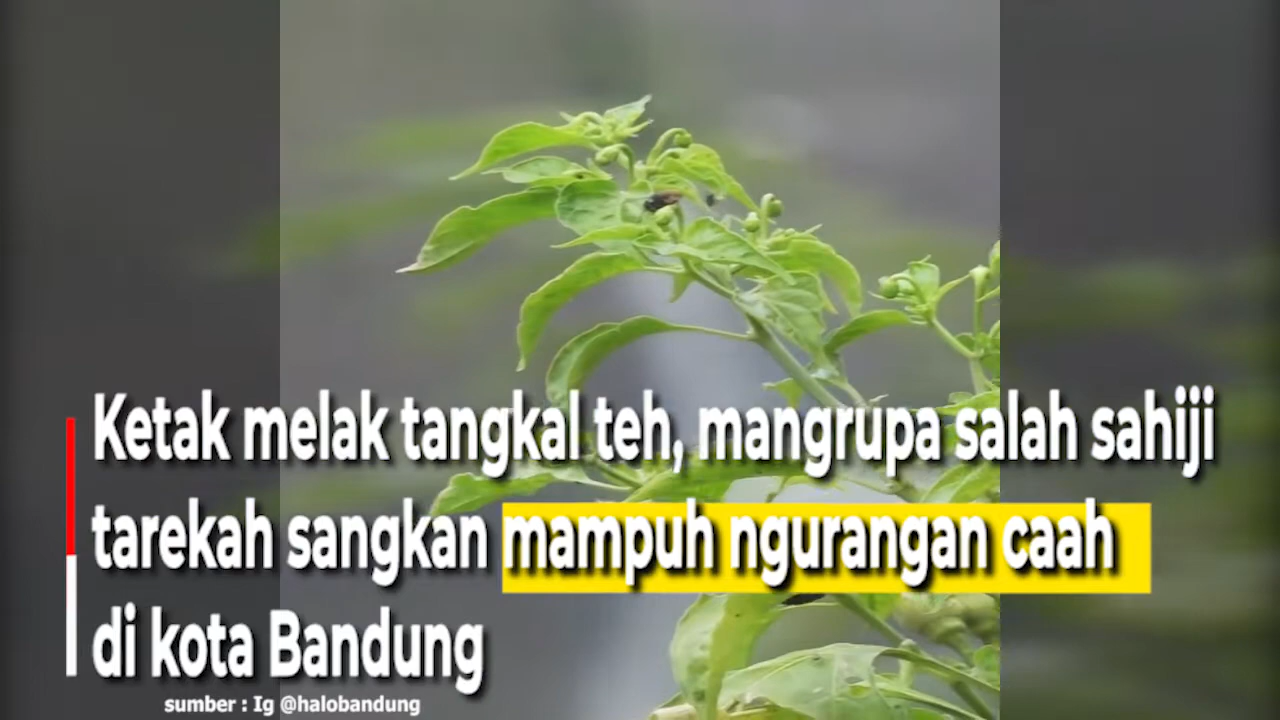 Ketak melak tangkal teh, mangrupa salah sahiji
tarekah sangkan mampuh ngurangan caah
di kota Bandung
sumber : Ig @halobandung